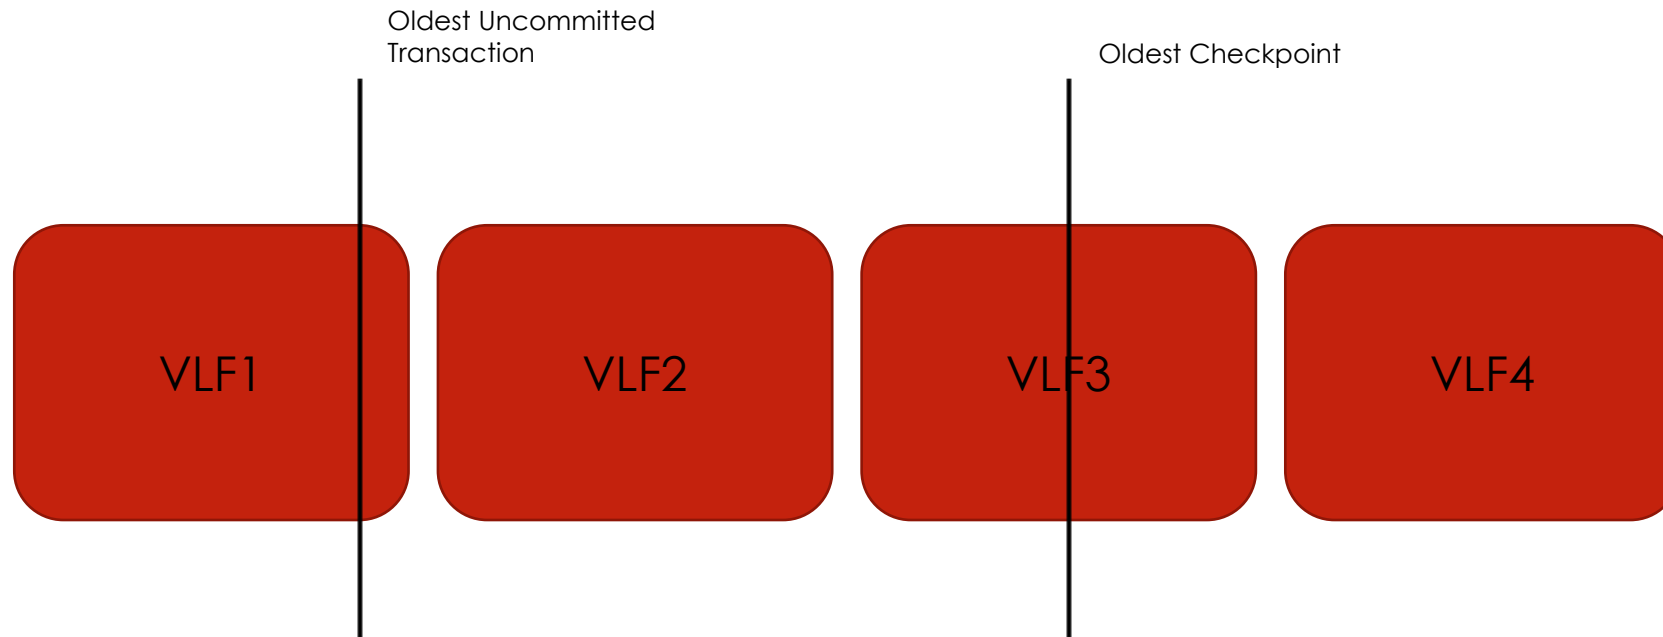 Oldest Uncommitted
Transaction
Oldest Checkpoint
VLF1
VLF2
VLF3
VLF4